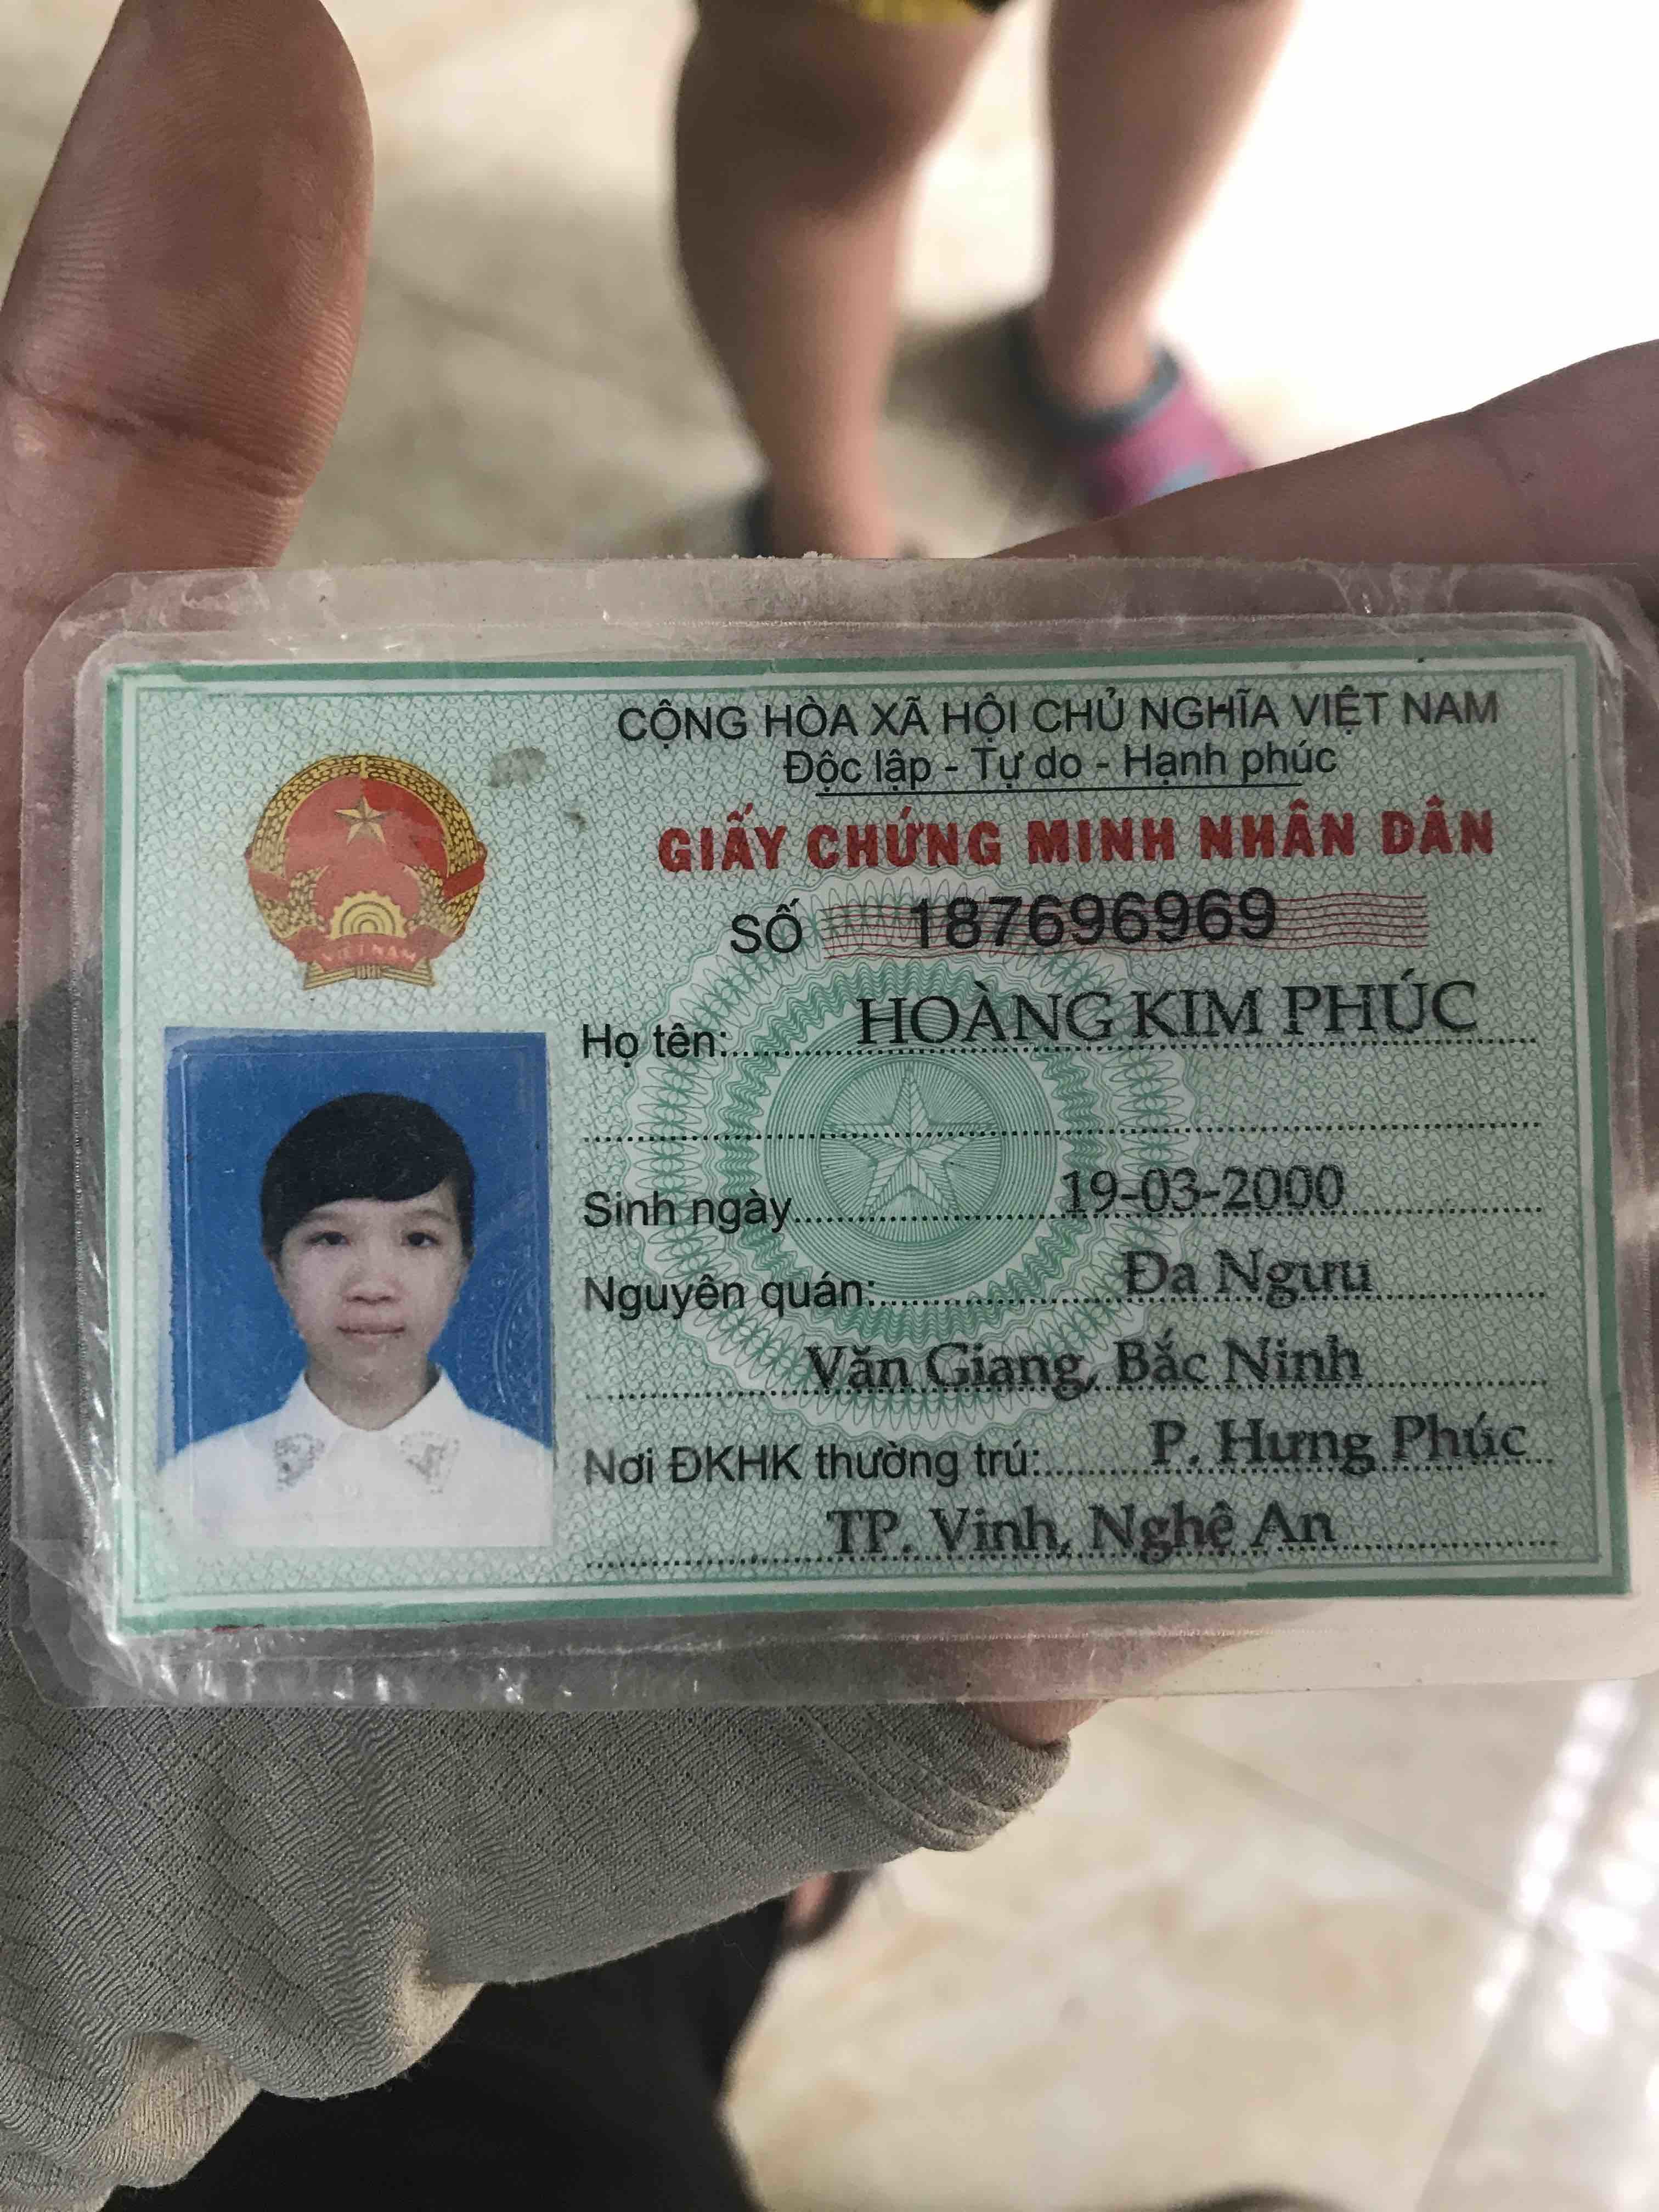 CỘNG HÒA XÃ HỘI CHỦ NGHĨA VIỆT NAM
Độc lập - Tự do - Hạnh phúc
GIẤY CHỨNG MINH NHÂN DÂN
SỐ 187696969
VIỆT NAM
Họ tên: HOÀNG KIM PHÚC
Sinh ngày 19-03-2000
Nguyên quán: Đa Ngưu
Văn Giang, Bắc Ninh
Nơi ĐKHK thường trú: P. Hưng Phúc
TP. Vinh, Nghệ An